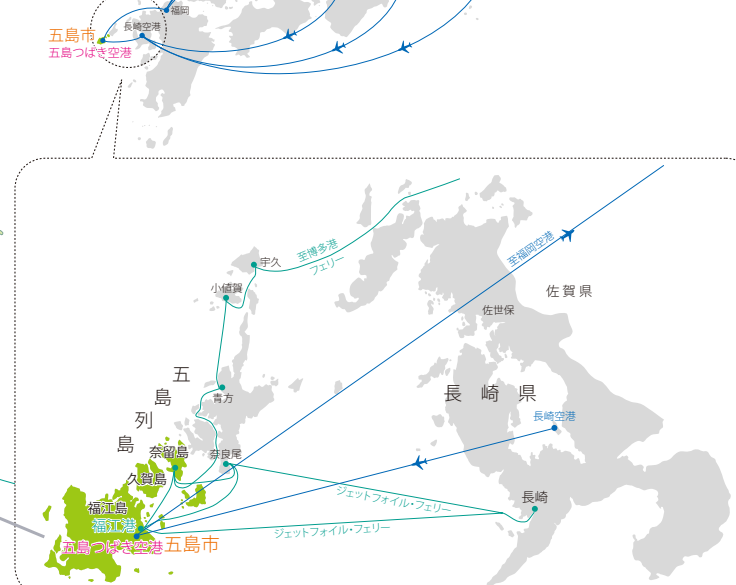 福岡
長崎空港
五島市
五島つばき空港
至博多港
フェリー
宇久
至福岡空港
小値賀
佐賀県
佐世保
五島列島
青方
長崎県
長崎空港
奈留島
奈良尾
久賀島
ジェットフォイル・フェリー
長崎
福江島
福江港
ジェットフォイル・フェリー
五島つばき空港
五島市